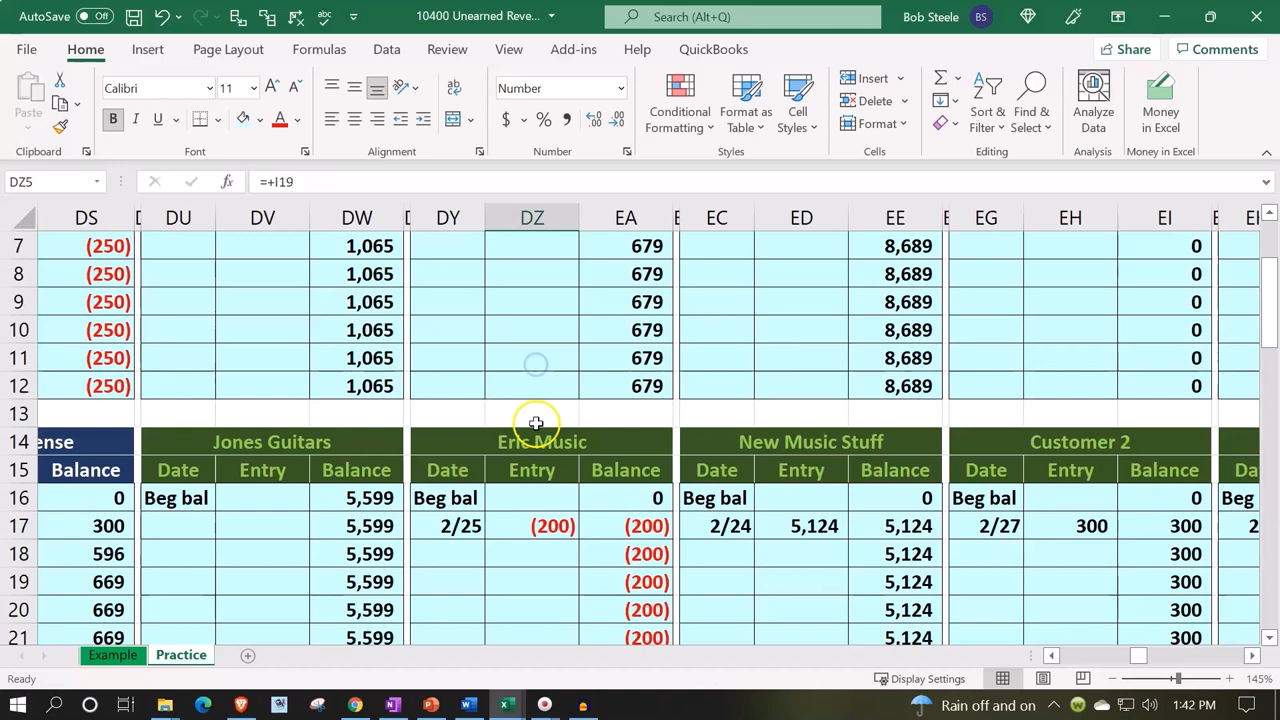 AutoSave Off 10400 Unearned Reve... Search (Alt+Q) Bob Steele BS
File Home Insert Page Layout Formulas Data Review View Add-ins Help QuickBooks Share Comments
Paste
Calibri 11
B I U
Number
$ % 9
Conditional Formatting
Format as Table
Cell Styles
Insert
Delete
Format
Sort & Filter
Find & Select
Analyze Data
Money in Excel
Clipboard Font Alignment Number Styles Cells Editing Analysis Money in Excel
DZ5 fx =+I19
DS D DU DV DW D DY DZ EA E EC ED EE E EG EH EI E
7 (250) 1,065 679 8,689 0
8 (250) 1,065 679 8,689 0
9 (250) 1,065 679 8,689 0
10 (250) 1,065 679 8,689 0
11 (250) 1,065 679 8,689 0
12 (250) 1,065 679 8,689 0
13
14 ense Jones Guitars Eric Music New Music Stuff Customer 2
15 Balance Date Entry Balance Date Entry Balance Date Entry Balance Date Entry Balance Da
16 0 Beg bal 5,599 Beg bal 0 Beg bal 0 Beg bal 0 Beg
17 300 5,599 2/25 (200) (200) 2/24 5,124 5,124 2/27 300 300 2
18 596 5,599 (200) 5,124 300
19 669 5,599 (200) 5,124 300
20 669 5,599 (200) 5,124 300
21 669 5,599 (200) 5,124 300
Example Practice
Ready Display Settings 145%
Rain off and on 1:42 PM